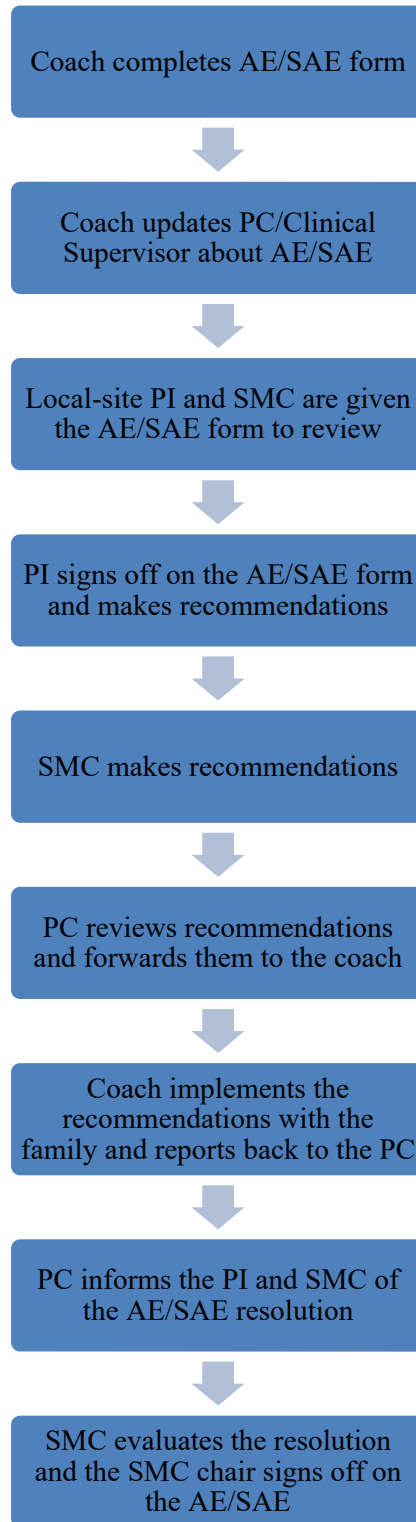 Coach completes AE/SAE form
Coach updates PC/Clinical
Supervisor about AE/SAE
Local-site PI and SMC are given
the AE/SAE form to review
PI signs off on the AE/SAE form
and makes recommendations
SMC makes recommendations
PC reviews recommendations
and forwards them to the coach
Coach implements the
recommendations with the
family and reports back to the PC
PC informs the PI and SMC of
the AE/SAE resolution
SMC evaluates the resolution
and the SMC chair signs off on
the AE/SAE